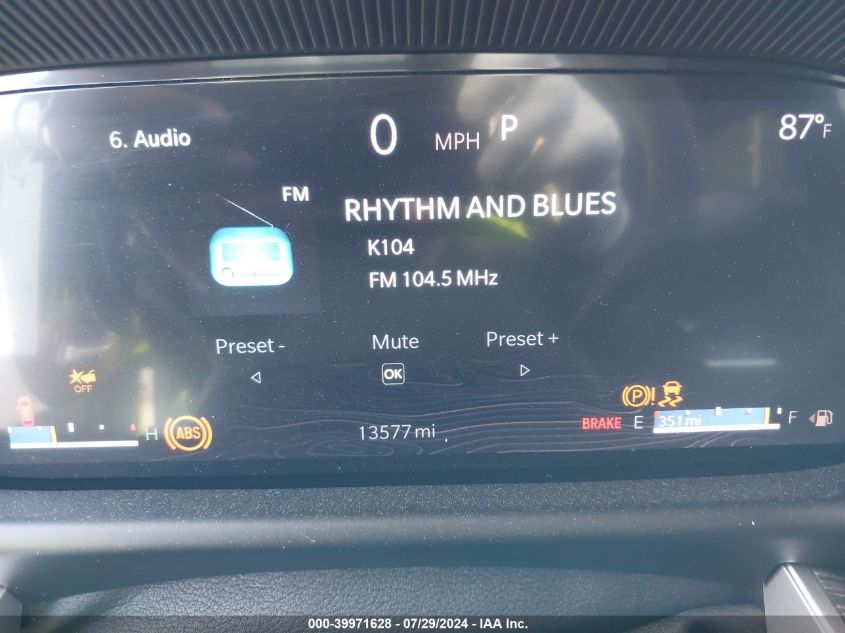 6. Audio
0 MPH P
87°F
FM
RHYTHM AND BLUES
K104
FM 104.5 MHz
Preset -
Mute
Preset +
OK
OFF
H
ABS
13577 mi
(P)!
BRAKE E 351 mi F
000-39971628 - 07/29/2024 - IAA Inc.